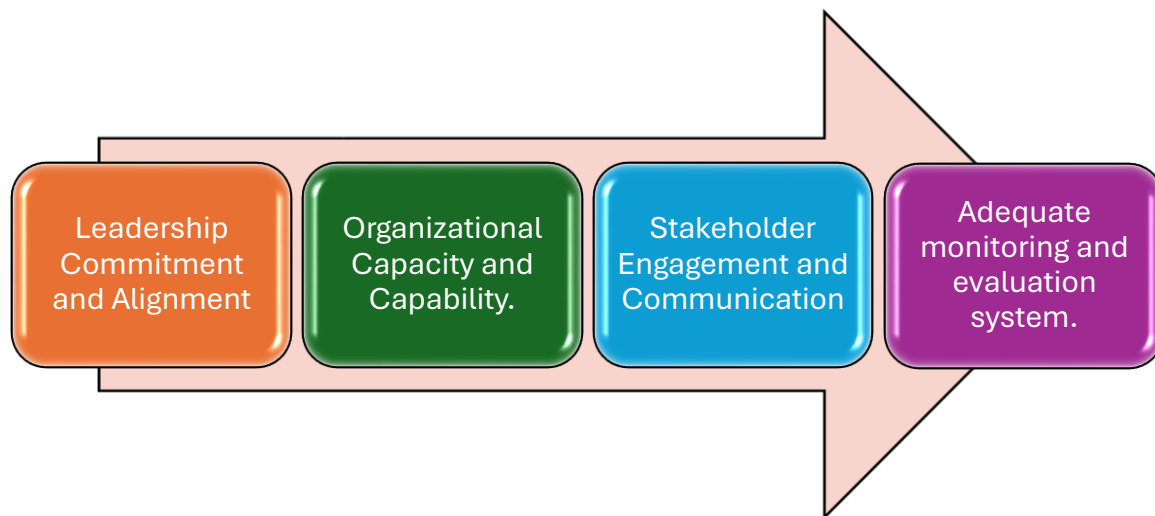 Leadership
Commitment
and Alignment
Organizational
Capacity and
Capability.
Stakeholder
Engagement and
Communication
Adequate
monitoring and
evaluation
system.